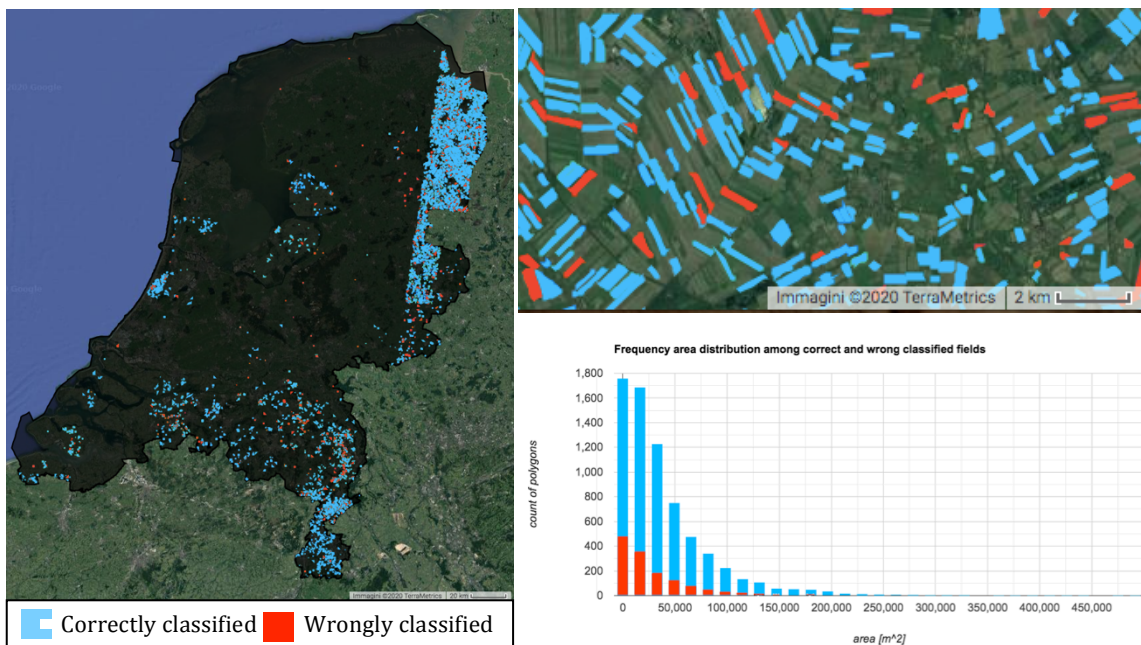 2020 Google
Google
Immagini ©2020 TerraMetrics 20 km
Correctly classified Wrongly classified
Immagini ©2020 TerraMetrics 2 km
Frequency area distribution among correct and wrong classified fields
1,800
1,600
1,400
1,200
1,000
800
600
400
200
0
count of polygons
0 50,000 100,000 150,000 200,000 250,000 300,000 350,000 400,000 450,000
area [m^2]